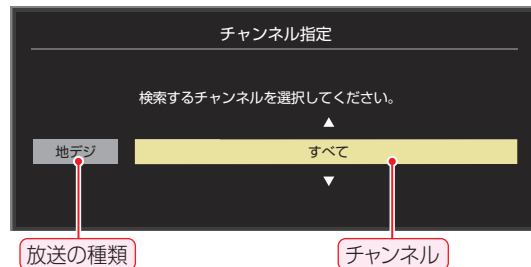 チャンネル指定
検索するチャンネルを選択してください。
▲
地デジ すべて
▼
放送の種類 チャンネル